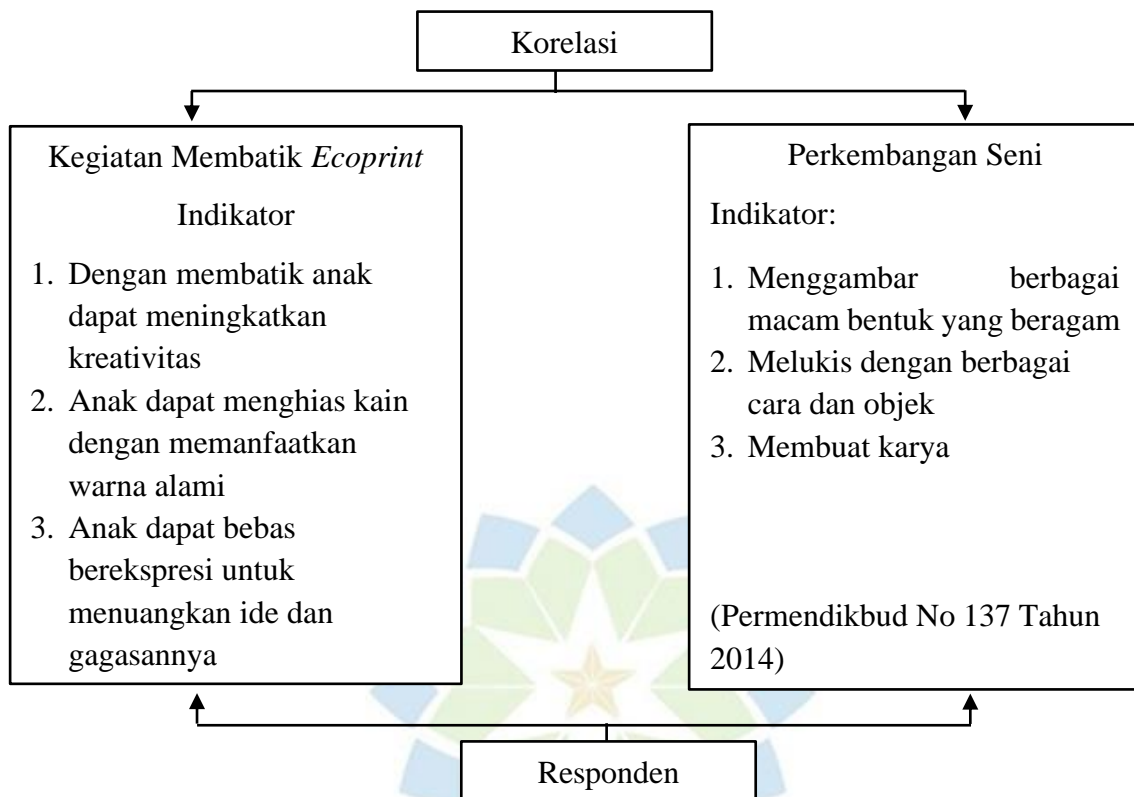 Korelasi
Kegiatan Membatik Ecoprint
Indikator
1. Dengan membatik anak
dapat meningkatkan
kreativitas
2. Anak dapat menghias kain
dengan memanfaatkan
warna alami
3. Anak dapat bebas
berekspresi untuk
menuangkan ide dan
gagasannya
Perkembangan Seni
Indikator:
1. Menggambar berbagai
macam bentuk yang beragam
2. Melukis dengan berbagai
cara dan objek
3. Membuat karya
(Permendikbud No 137 Tahun
2014)
Responden